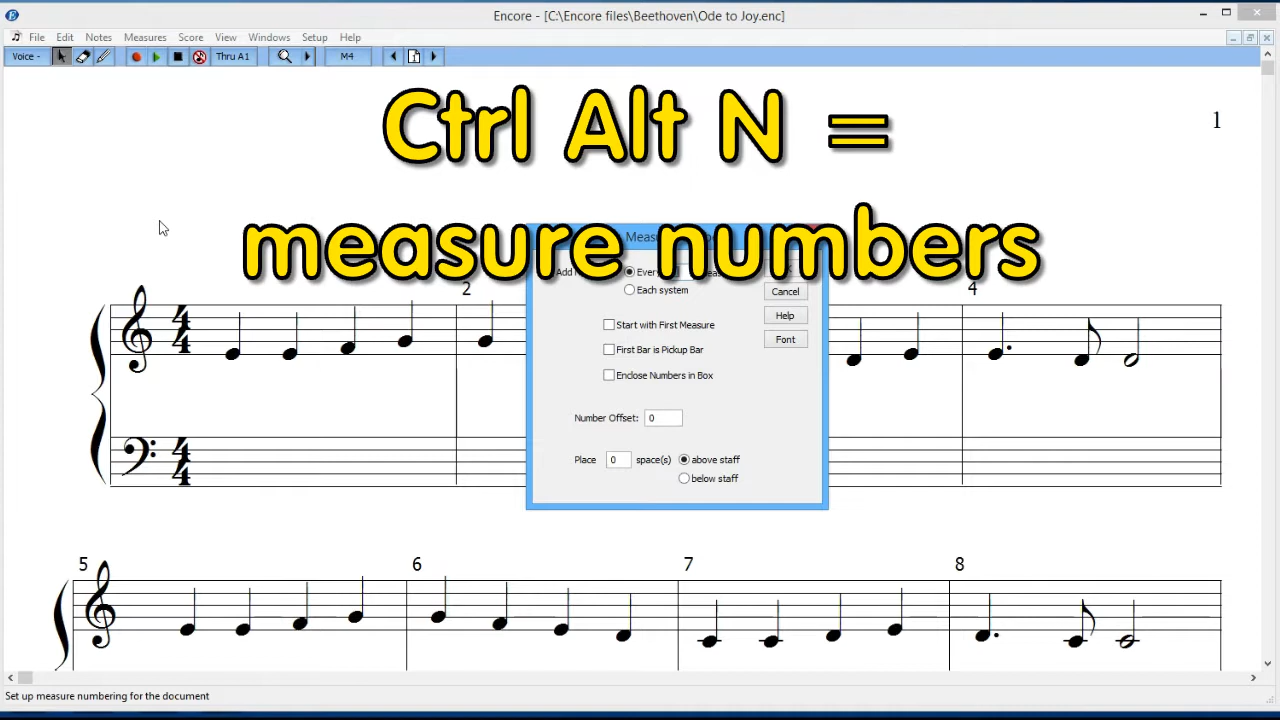 Encore - [C:\Encore files\Beethoven\Ode to Joy.enc]
File Edit Notes Measures Score View Windows Setup Help
Voice - Thru A1 M4 1
Ctrl Alt N =
1
measure numbers
Every
Each system
Cancel
Start with First Measure
Help
First Bar is Pickup Bar
Font
Enclose Numbers in Box
Number Offset: 0
Place 0 space(s) above staff
below staff
2 4
5 6 7 8
Set up measure numbering for the document